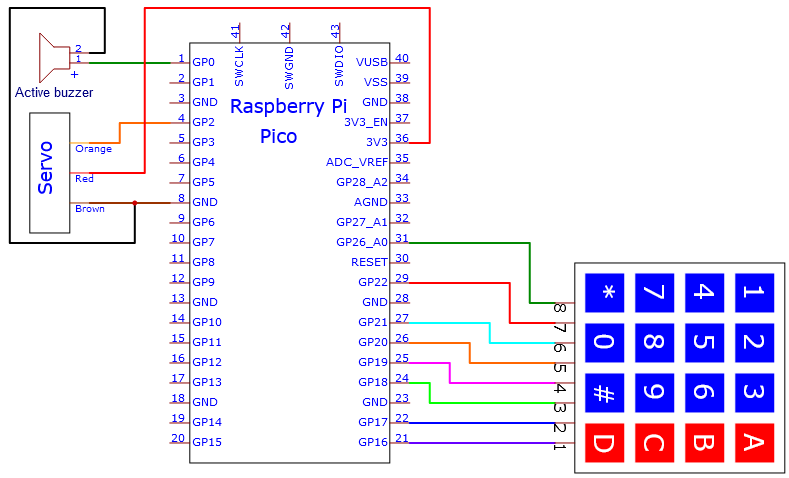 41 42 43
SWCLK SWGND SWDIO
2
1
+
Active buzzer
Servo
Orange
Red
Brown
Raspberry Pi
Pico
1 GP0
2 GP1
3 GND
4 GP2
5 GP3
6 GP4
7 GP5
8 GND
9 GP6
10 GP7
11 GP8
12 GP9
13 GND
14 GP10
15 GP11
16 GP12
17 GP13
18 GND
19 GP14
20 GP15
VUSB 40
VSS 39
GND 38
3V3_EN 37
3V3 36
ADC_VREF 35
GP28_A2 34
AGND 33
GP27_A1 32
GP26_A0 31
RESET 30
GP22 29
GND 28
GP21 27
GP20 26
GP19 25
GP18 24
GND 23
GP17 22
GP16 21
8
7
6
5
4
3
2
1
* 7 4 1
0 8 5 2
# 9 6 3
D C B A